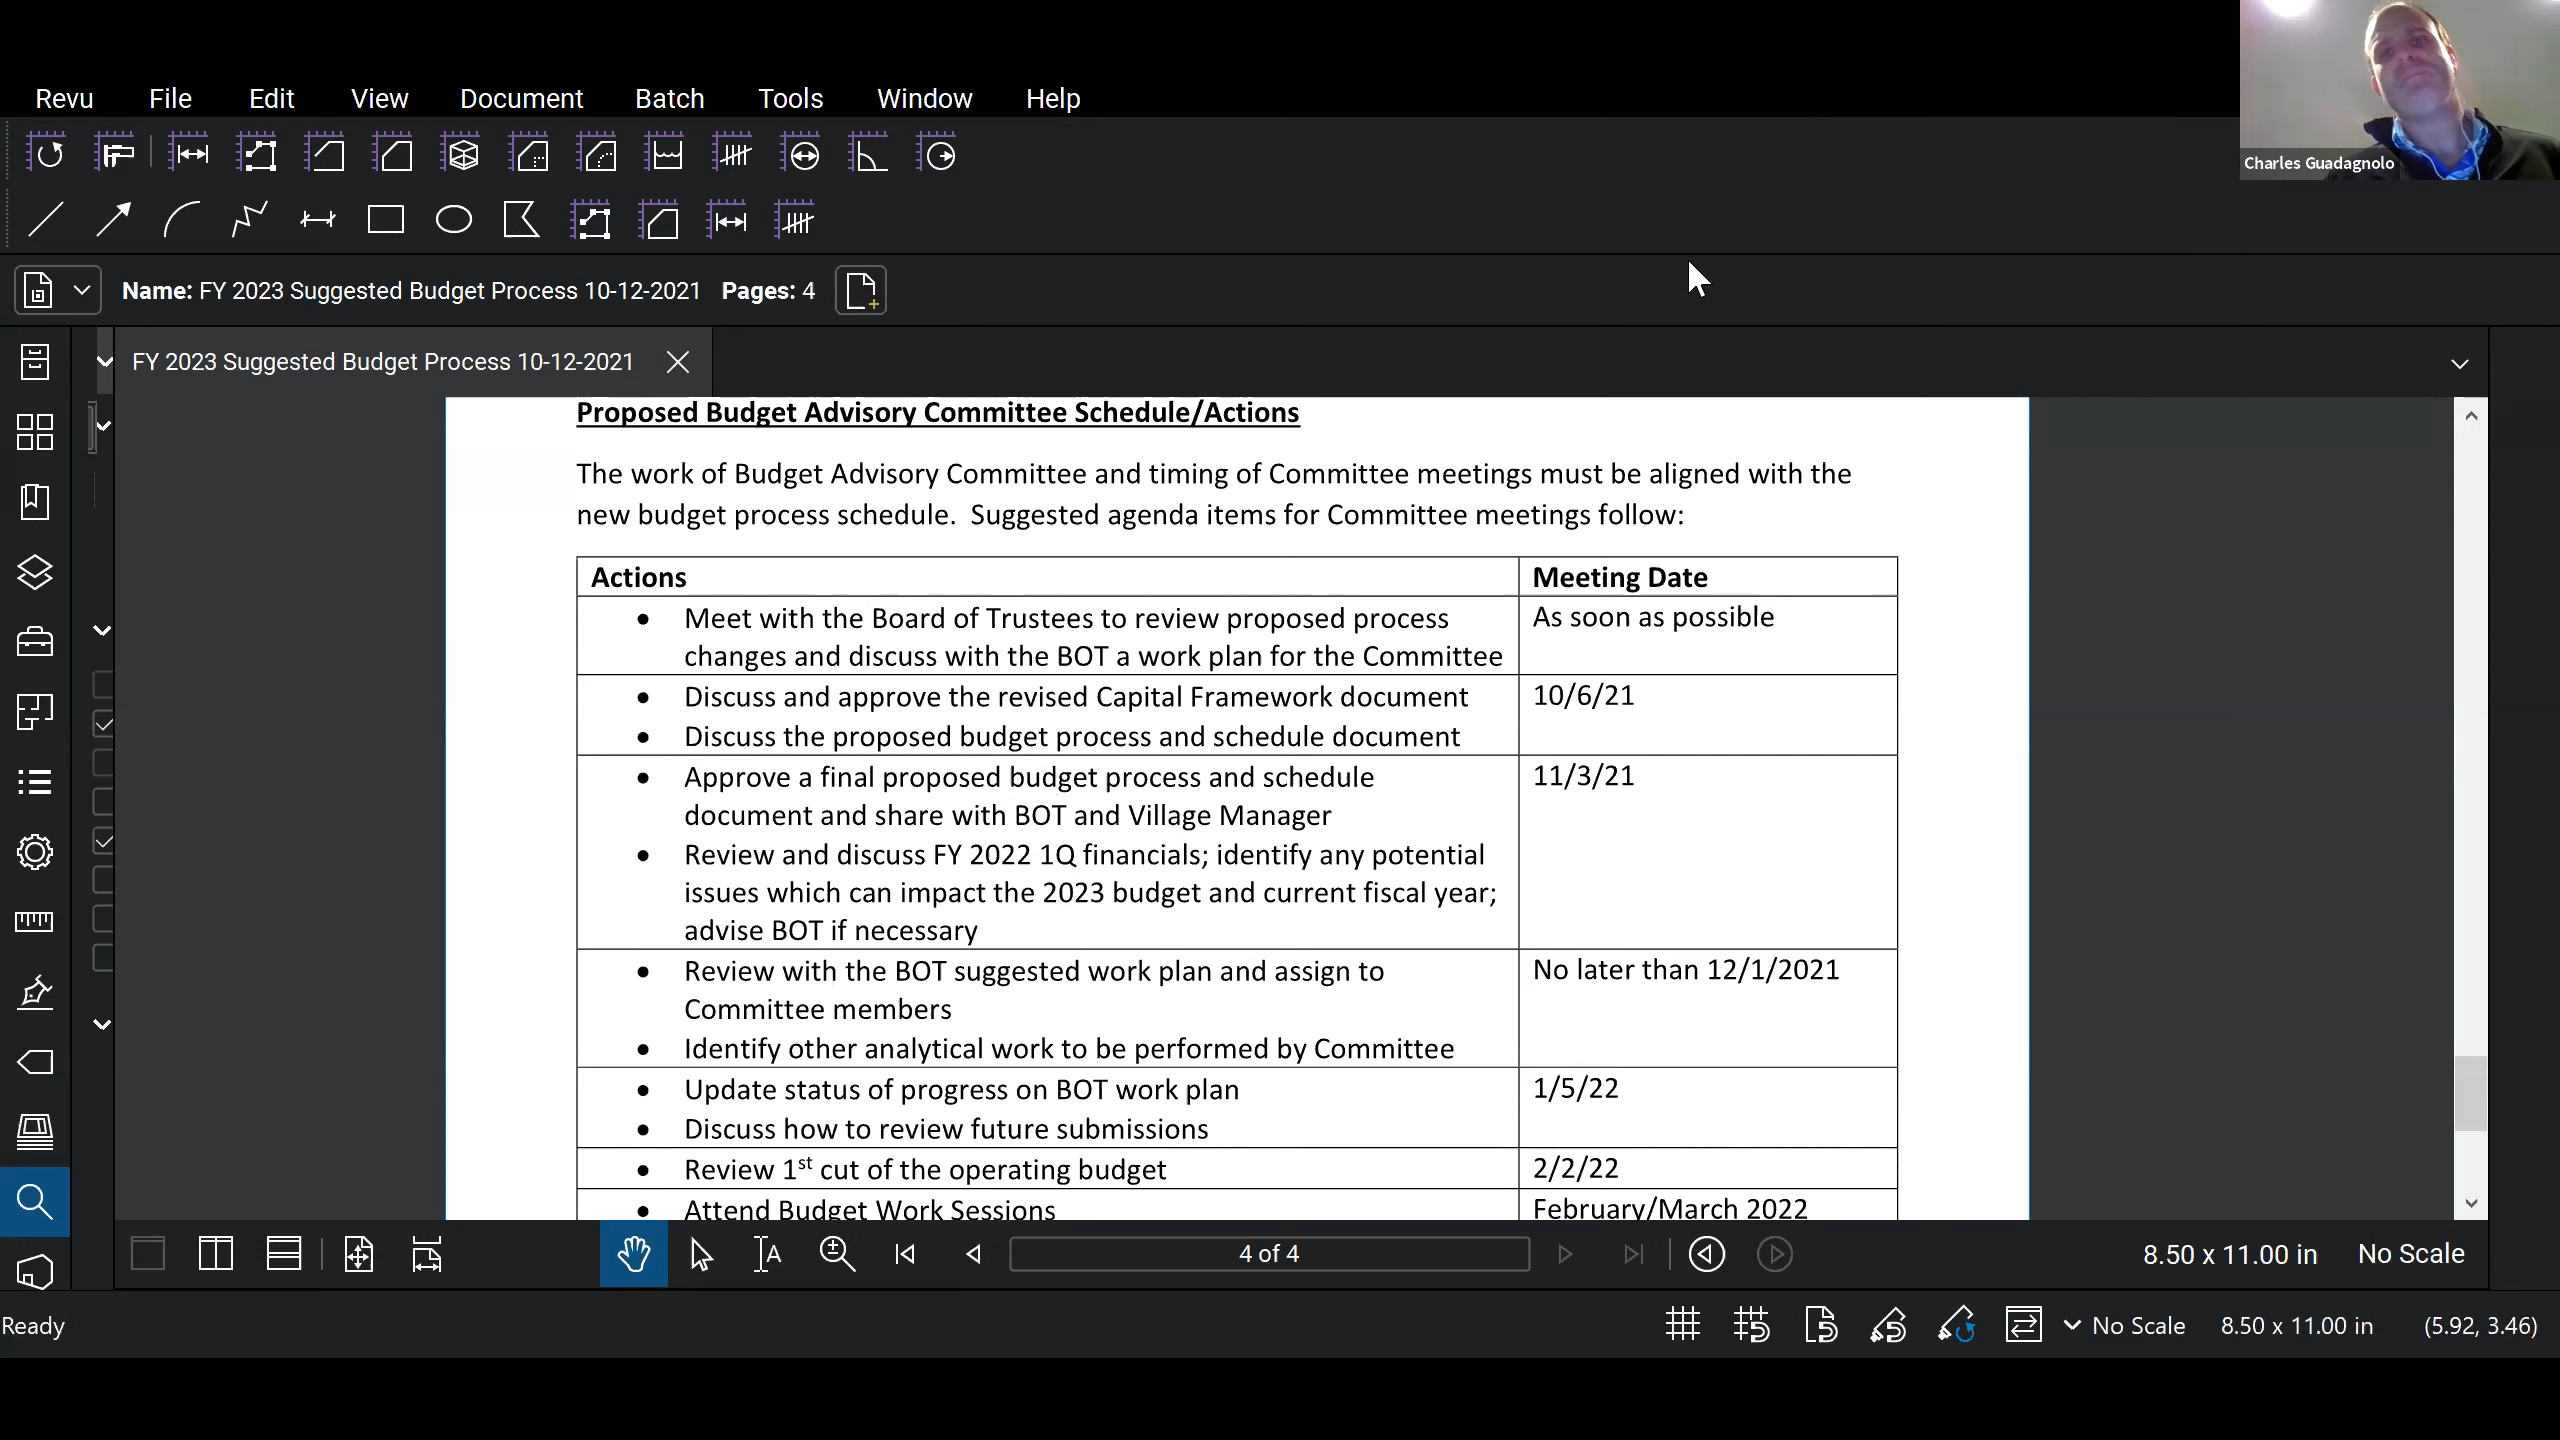 Revu File Edit View Document Batch Tools Window Help
Charles Guadagnolo
Name: FY 2023 Suggested Budget Process 10-12-2021 Pages: 4
FY 2023 Suggested Budget Process 10-12-2021
Proposed Budget Advisory Committee Schedule/Actions
The work of Budget Advisory Committee and timing of Committee meetings must be aligned with the
new budget process schedule. Suggested agenda items for Committee meetings follow:
Actions Meeting Date
• Meet with the Board of Trustees to review proposed process As soon as possible
changes and discuss with the BOT a work plan for the Committee
• Discuss and approve the revised Capital Framework document 10/6/21
• Discuss the proposed budget process and schedule document
• Approve a final proposed budget process and schedule 11/3/21
document and share with BOT and Village Manager
• Review and discuss FY 2022 1Q financials; identify any potential
issues which can impact the 2023 budget and current fiscal year;
advise BOT if necessary
• Review with the BOT suggested work plan and assign to No later than 12/1/2021
Committee members
• Identify other analytical work to be performed by Committee
• Update status of progress on BOT work plan 1/5/22
• Discuss how to review future submissions
• Review 1st cut of the operating budget 2/2/22
• Attend Budget Work Sessions February/March 2022
4 of 4 8.50 x 11.00 in No Scale
Ready No Scale 8.50 x 11.00 in (5.92, 3.46)